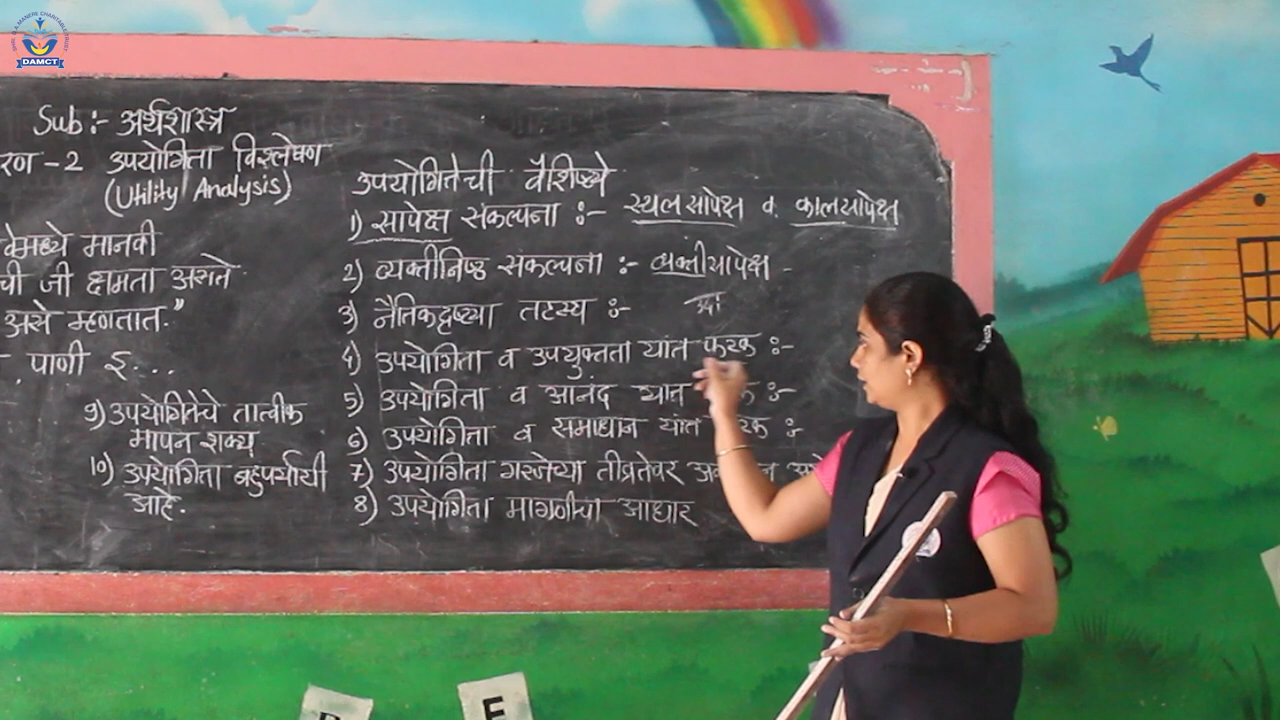 DAMCT
Sub:- अर्थशास्त्र
रण -2 उपयोगिता विश्लेषण
(Utility Analysis)
मानवी
ची जी क्षमता असते
असे म्हणतात."
पाणी इ...
9) उपयोगितेचे तात्वीक
मापन शक्य
10) उपयोगिता बहुपर्यायी
आहे.
उपयोगितेची वैशिष्ट्ये
1) सापेक्ष संकल्पना :- स्थलसापेक्ष व कालसापेक्ष
2) व्यक्तीनिष्ठ संकल्पना :- व्यक्तीसापेक्ष -
3) नैतिकदृष्ट्या तटस्थ :-
4) उपयोगिता व उपयुक्तता यांत फरक :-
5) उपयोगिता व आनंद यांत
6) उपयोगिता व समाधान यांत फरक :-
7) उपयोगिता गरजेच्या तीव्रतेवर
8) उपयोगिता मागणीचा आधार
E